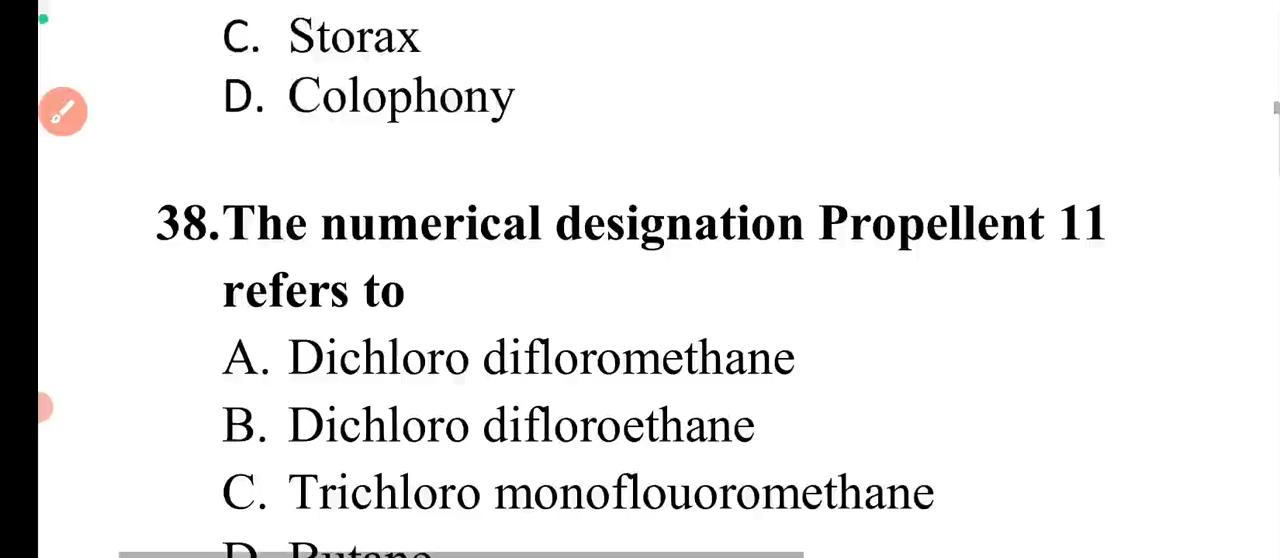 C. Storax
D. Colophony
38.The numerical designation Propellent 11
refers to
A. Dichloro difloromethane
B. Dichloro difloroethane
C. Trichloro monoflouoromethane
D. Butane